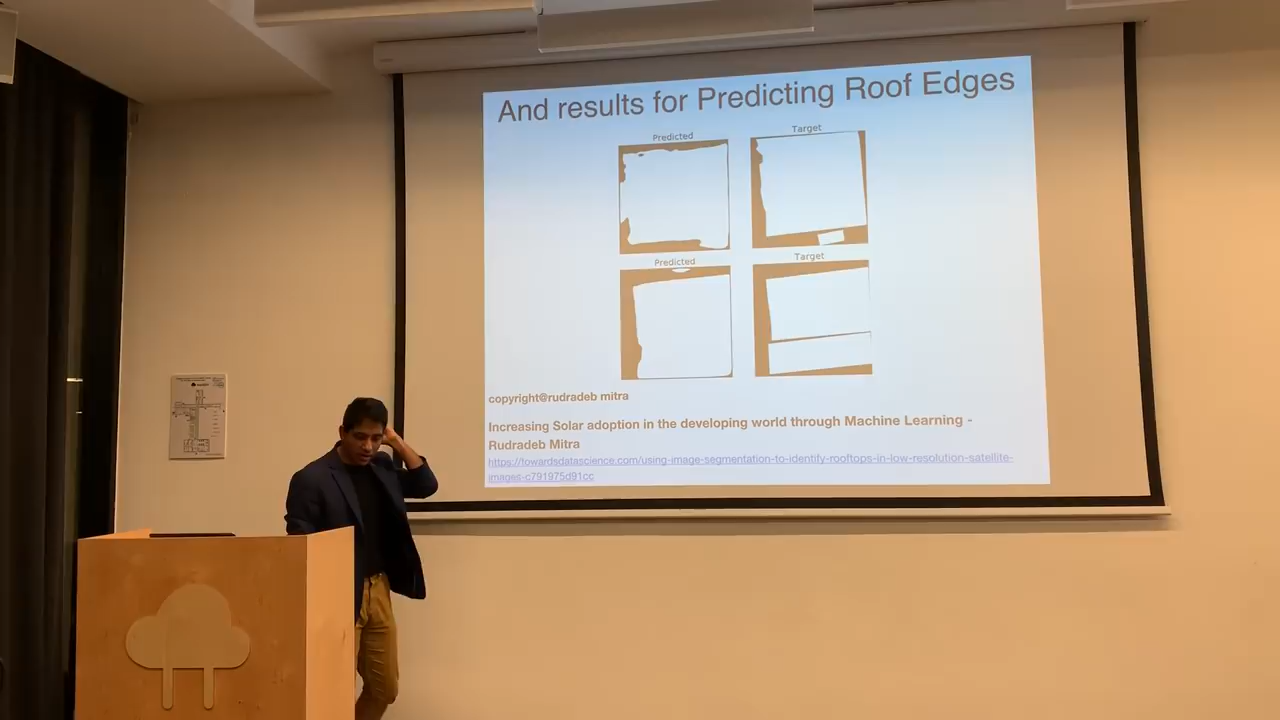 And results for Predicting Roof Edges
Predicted
Target
Predicted
Target
copyright@rudradeb mitra
Increasing Solar adoption in the developing world through Machine Learning -
Rudradeb Mitra
https://towardsdatascience.com/using-image-segmentation-to-identify-rooftops-in-low-resolution-satellite-
images-c791975d91cc